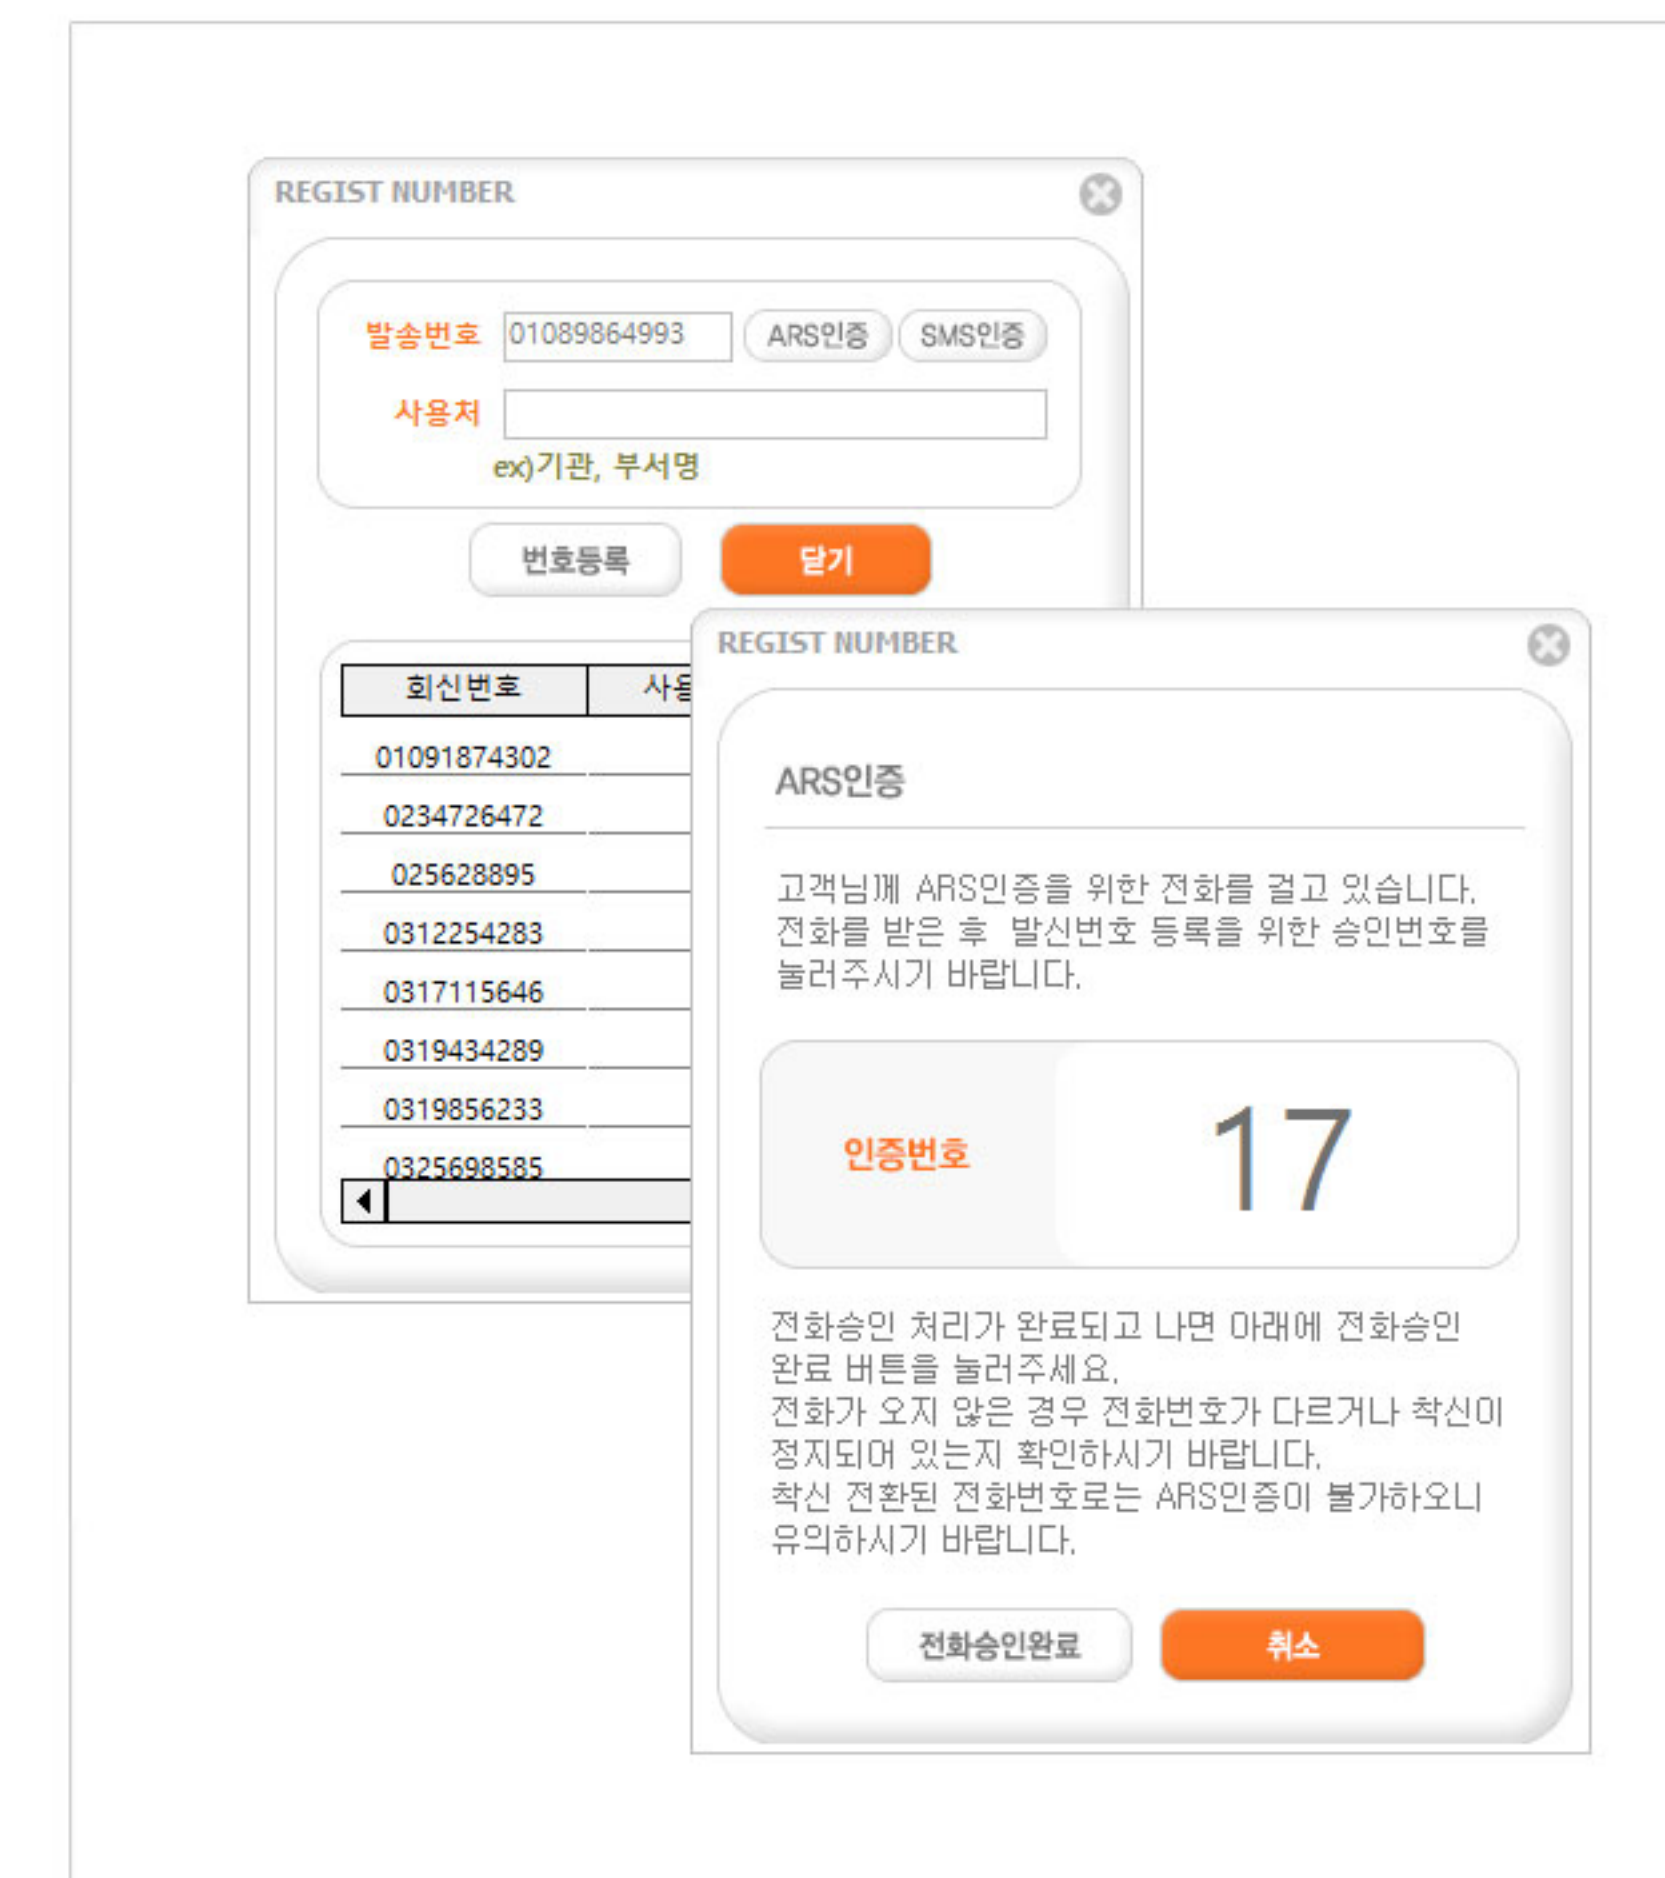 REGIST NUMBER
발송번호 01089864993 ARS인증 SMS인증
사용처
ex)기관, 부서명
번호등록 닫기
회신번호 사용
01091874302
0234726472
025628895
0312254283
0317115646
0319434289
0319856233
0325698585
REGIST NUMBER
ARS인증
고객님께 ARS인증을 위한 전화를 걸고 있습니다.
전화를 받은 후 발신번호 등록을 위한 승인번호를
눌러주시기 바랍니다.
인증번호 17
전화승인 처리가 완료되고 나면 아래에 전화승인
완료 버튼을 눌러주세요.
전화가 오지 않은 경우 전화번호가 다르거나 착신이
정지되어 있는지 확인하시기 바랍니다.
착신 전환된 전화번호로는 ARS인증이 불가하오니
유의하시기 바랍니다.
전화승인완료 취소